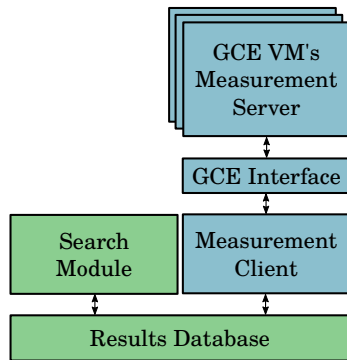 GCE VM's
Measurement
Server
GCE Interface
Search
Module
Measurement
Client
Results Database